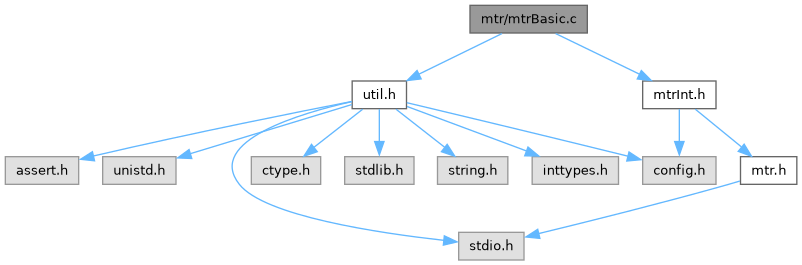 mtr/mtrBasic.c
util.h
mtrInt.h
assert.h
unistd.h
ctype.h
stdlib.h
string.h
inttypes.h
config.h
mtr.h
stdio.h